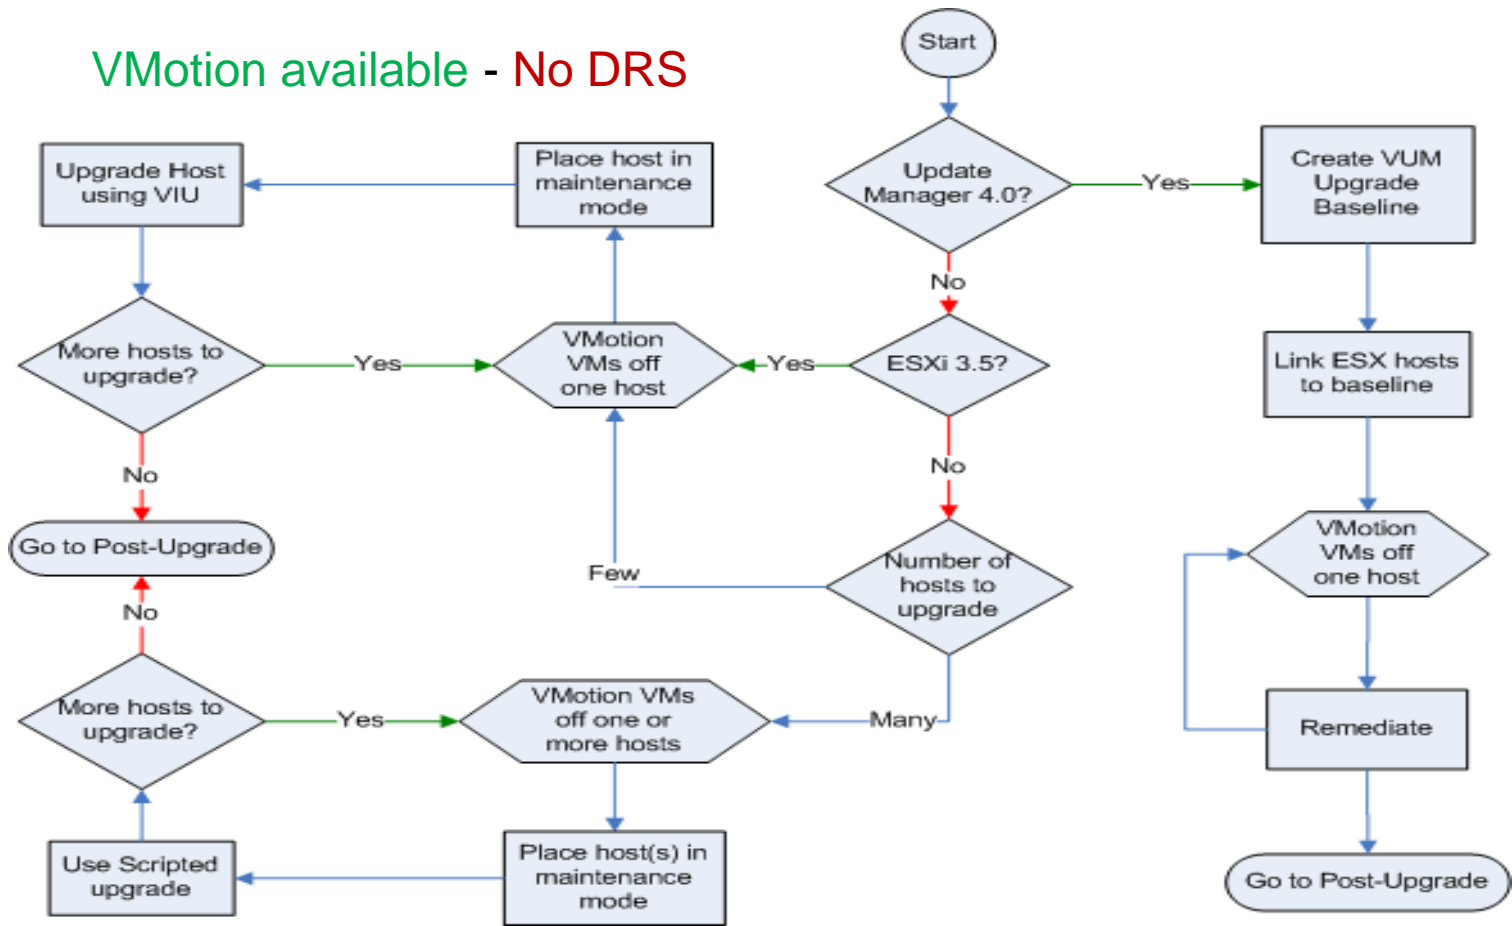 VMotion available - No DRS
Start
Update
Manager 4.0?
Yes
Create VUM
Upgrade
Baseline
No
Link ESX hosts
to baseline
VMotion
VMs off
one host
Remediate
Go to Post-Upgrade
ESXi 3.5?
Yes
VMotion
VMs off
one host
Place host in
maintenance
mode
Upgrade Host
using VIU
More hosts to
upgrade?
Yes
No
Go to Post-Upgrade
No
Number of
hosts to
upgrade
Few
Many
VMotion VMs
off one or
more hosts
Place host(s) in
maintenance
mode
Use Scripted
upgrade
More hosts to
upgrade?
Yes
No